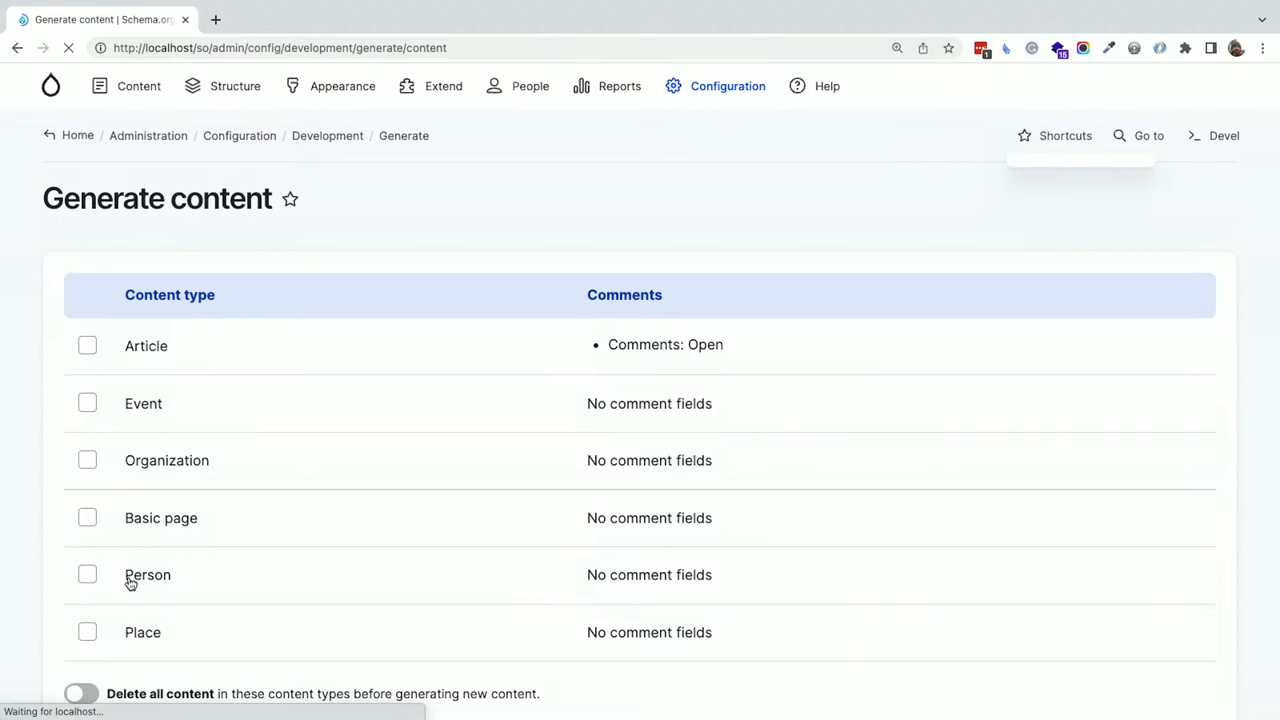 Generate content | Schema.org
http://localhost/so/admin/config/development/generate/content
1
15
Content
Structure
Appearance
Extend
People
Reports
Configuration
Help
Home / Administration / Configuration / Development / Generate
Shortcuts
Go to
Devel
Generate content
Content type Comments
Article • Comments: Open
Event No comment fields
Organization No comment fields
Basic page No comment fields
Person No comment fields
Place No comment fields
Delete all content in these content types before generating new content.
Waiting for localhost...